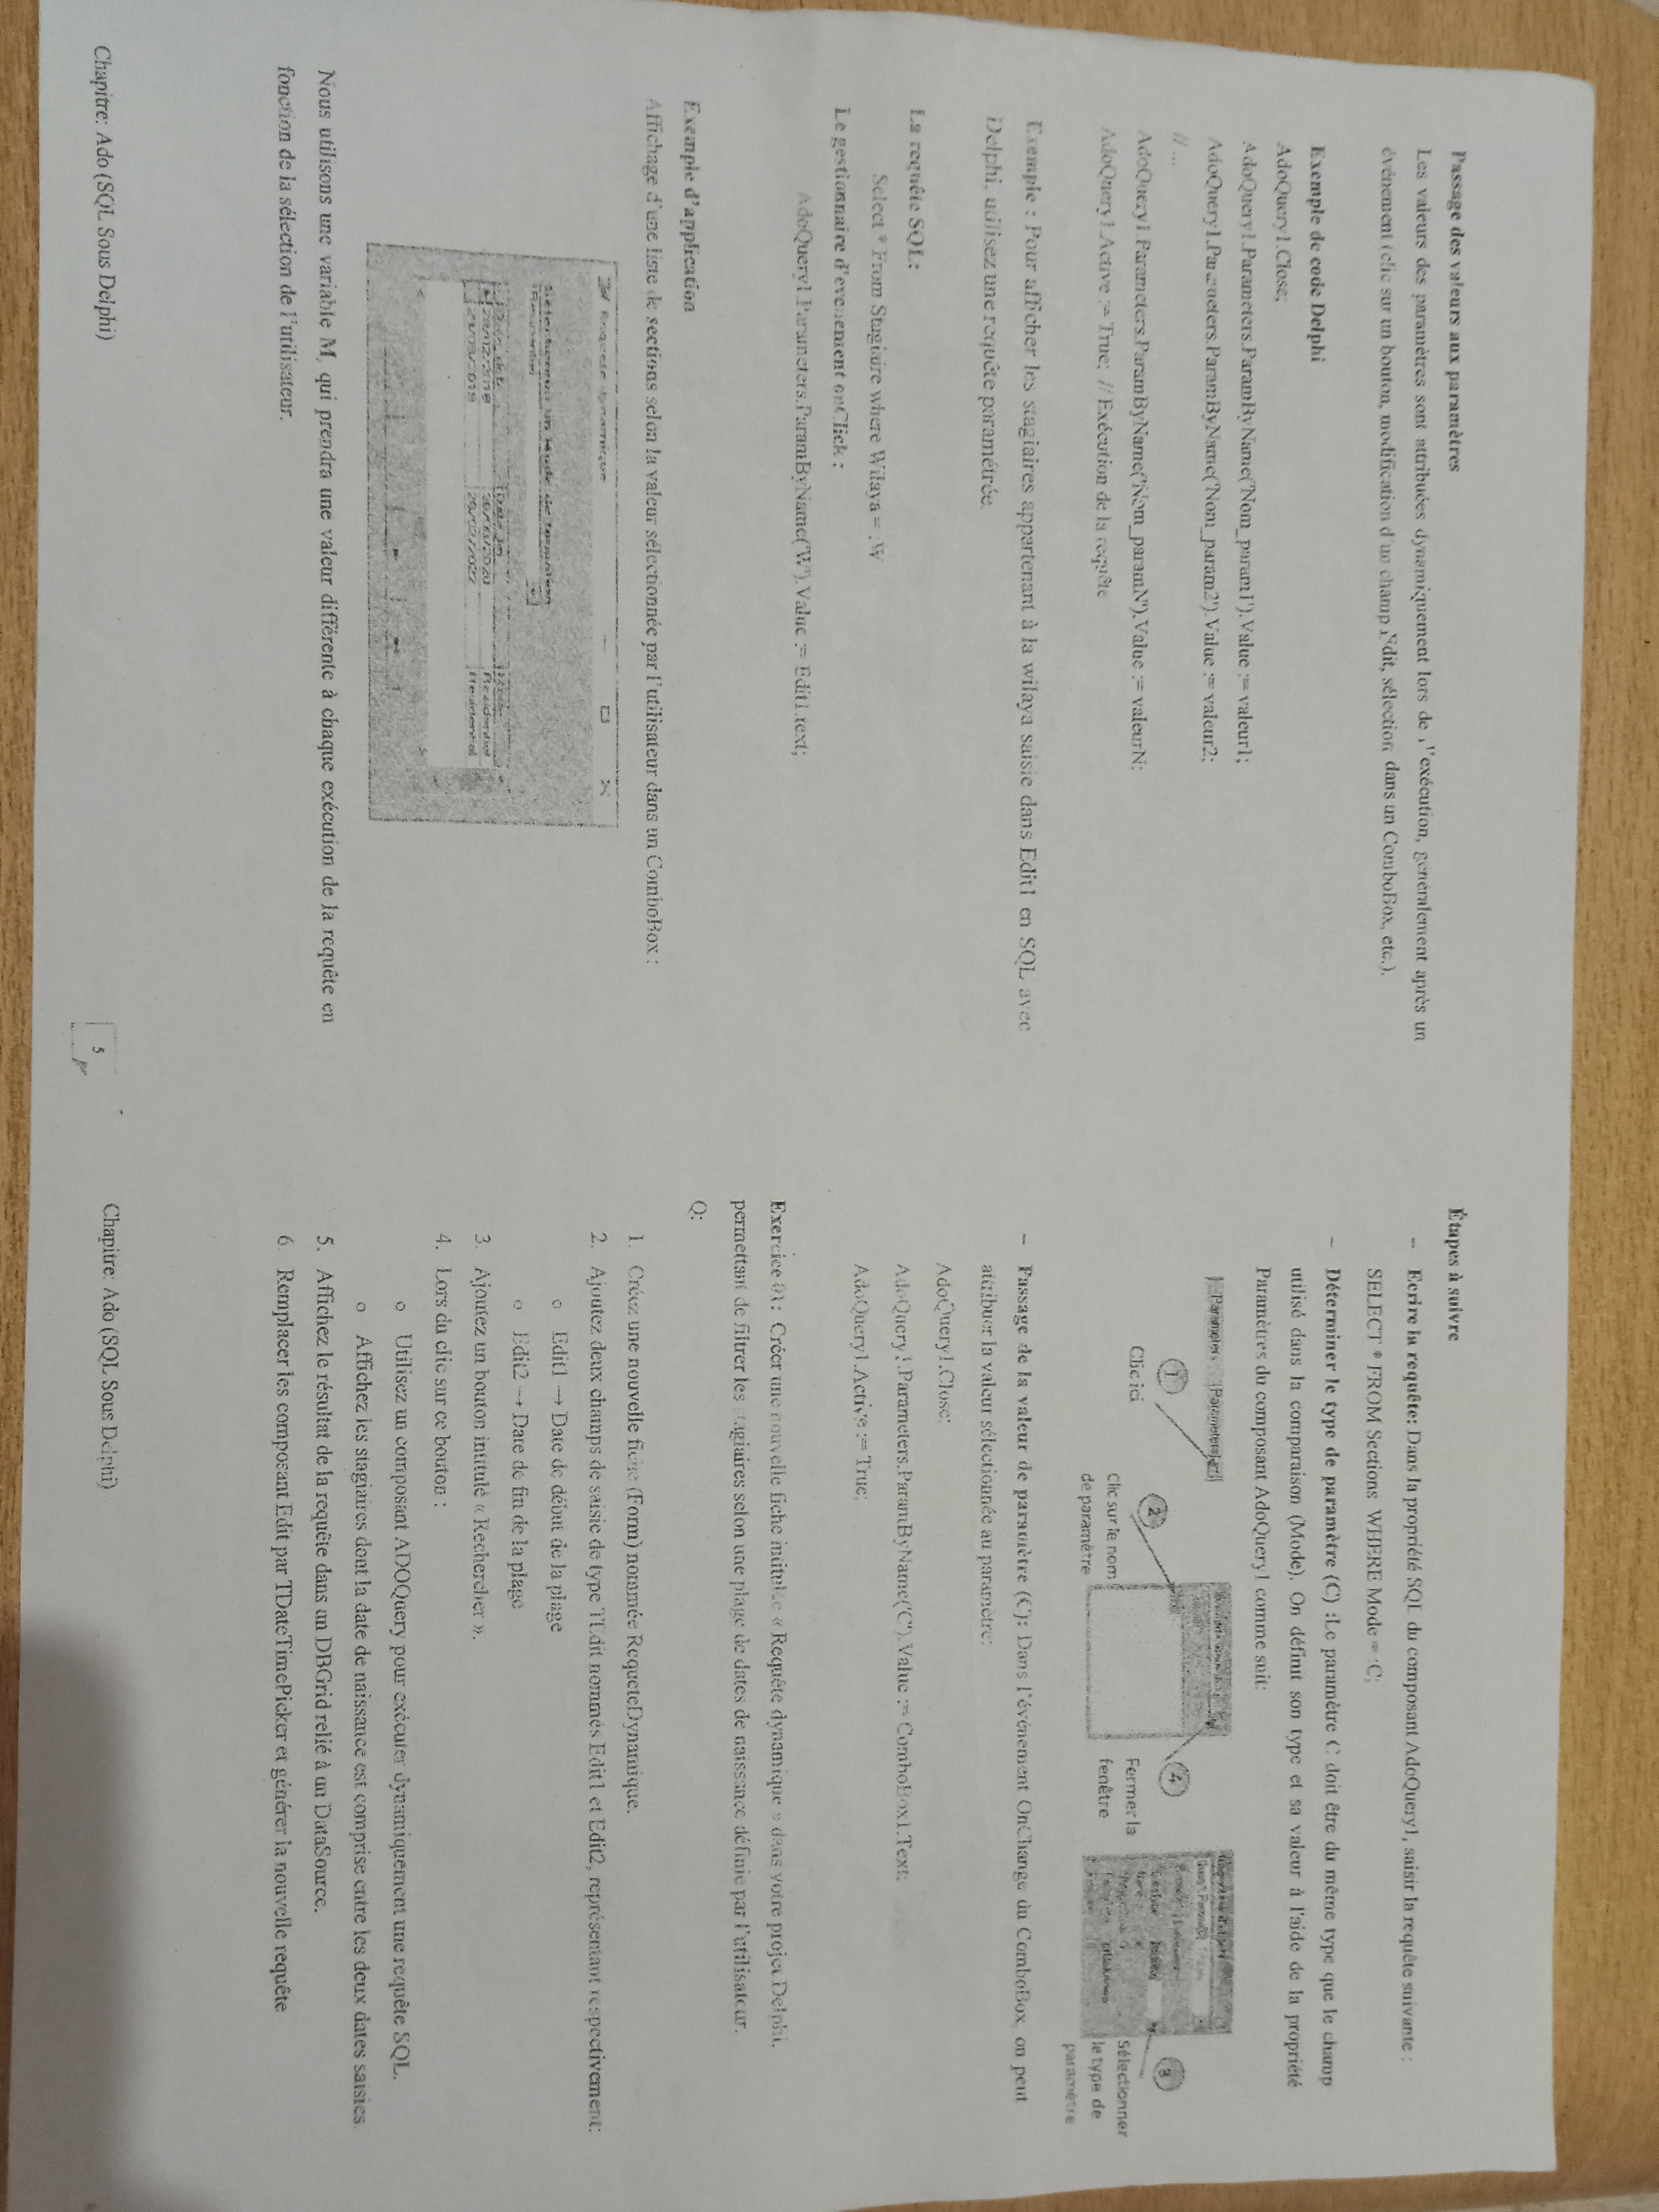 Passage des valeurs aux paramètres
Les valeurs des paramètres sont attribuées dynamiquement lors de l'exécution, généralement après un
événement (clic sur un bouton, modification d'un champ Edit, sélection dans un ComboBox, etc.).
Exemple de code Delphi
AdoQuery1.Close;
AdoQuery1.Parameters.ParamByName('Nom_param1').Value := valeur1;
AdoQuery1.Parameters.ParamByName('Nom_param2').Value := valeur2;
// ...
AdoQuery1.Parameters.ParamByName('Nom_paramN').Value := valeurN;
AdoQuery1.Active := True; // Exécution de la requête
Exemple : Pour afficher les stagiaires appartenant à la wilaya saisie dans Edit1 en SQL avec
Delphi, utilisez une requête paramétrée.
La requête SQL:
Select * From Stagiaire where Wilaya = :W
Le gestionnaire d'evenement onClick :
AdoQuery1.Parameters.ParamByName('W').Value := Edit1.text;
Exemple d'application
Affichage d'une liste de sections selon la valeur sélectionnée par l'utilisateur dans un ComboBox :
Requete dynamique
Sélectionnez un Mode de formation
Residentiel
Residentiel
Residentiel
Nous utilisons une variable M, qui prendra une valeur différente à chaque exécution de la requête en
fonction de la sélection de l'utilisateur.
Chapitre: Ado (SQL Sous Delphi)
5
Étapes à suivre
– Ecrire la requête: Dans la propriété SQL du composant AdoQuery1, saisir la requête suivante :
SELECT * FROM Sections WHERE Mode = :C;
– Déterminer le type de paramètre (C) :Le paramètre C doit être du même type que le champ
utilisé dans la comparaison (Mode). On définit son type et sa valeur à l'aide de la propriété
Paramètres du composant AdoQuery1 comme suit:
1
Clic ici
2
Clic sur le nom
de paramètre
4
Fermer la
fenêtre
3
Sélectionner
le type de
paramètre
– Passage de la valeur de paramètre (C): Dans l'événement OnChange du ComboBox, on peut
attribuer la valeur sélectionnée au paramètre:
AdoQuery1.Close;
AdoQuery1.Parameters.ParamByName('C').Value := ComboBox1.Text;
AdoQuery1.Active := True;
Exercice 01: Créer une nouvelle fiche intitulée « Requête dynamique » dans votre projet Delphi,
permettant de filtrer les stagiaires selon une plage de dates de naissance définie par l'utilisateur.
Q:
1. Créez une nouvelle fiche (Form) nommée RequeteDynamique.
2. Ajoutez deux champs de saisie de type TEdit nommés Edit1 et Edit2, représentant respectivement:
o Edit1 → Date de début de la plage
o Edit2 → Date de fin de la plage
3. Ajoutez un bouton intitulé « Rechercher ».
4. Lors du clic sur ce bouton :
o Utilisez un composant ADOQuery pour exécuter dynamiquement une requête SQL.
o Affichez les stagiaires dont la date de naissance est comprise entre les deux dates saisies.
5. Affichez le résultat de la requête dans un DBGrid relié à un DataSource.
6. Remplacer les composant Edit par TDateTimePicker et générer la nouvelle requête
Chapitre: Ado (SQL Sous Delphi)